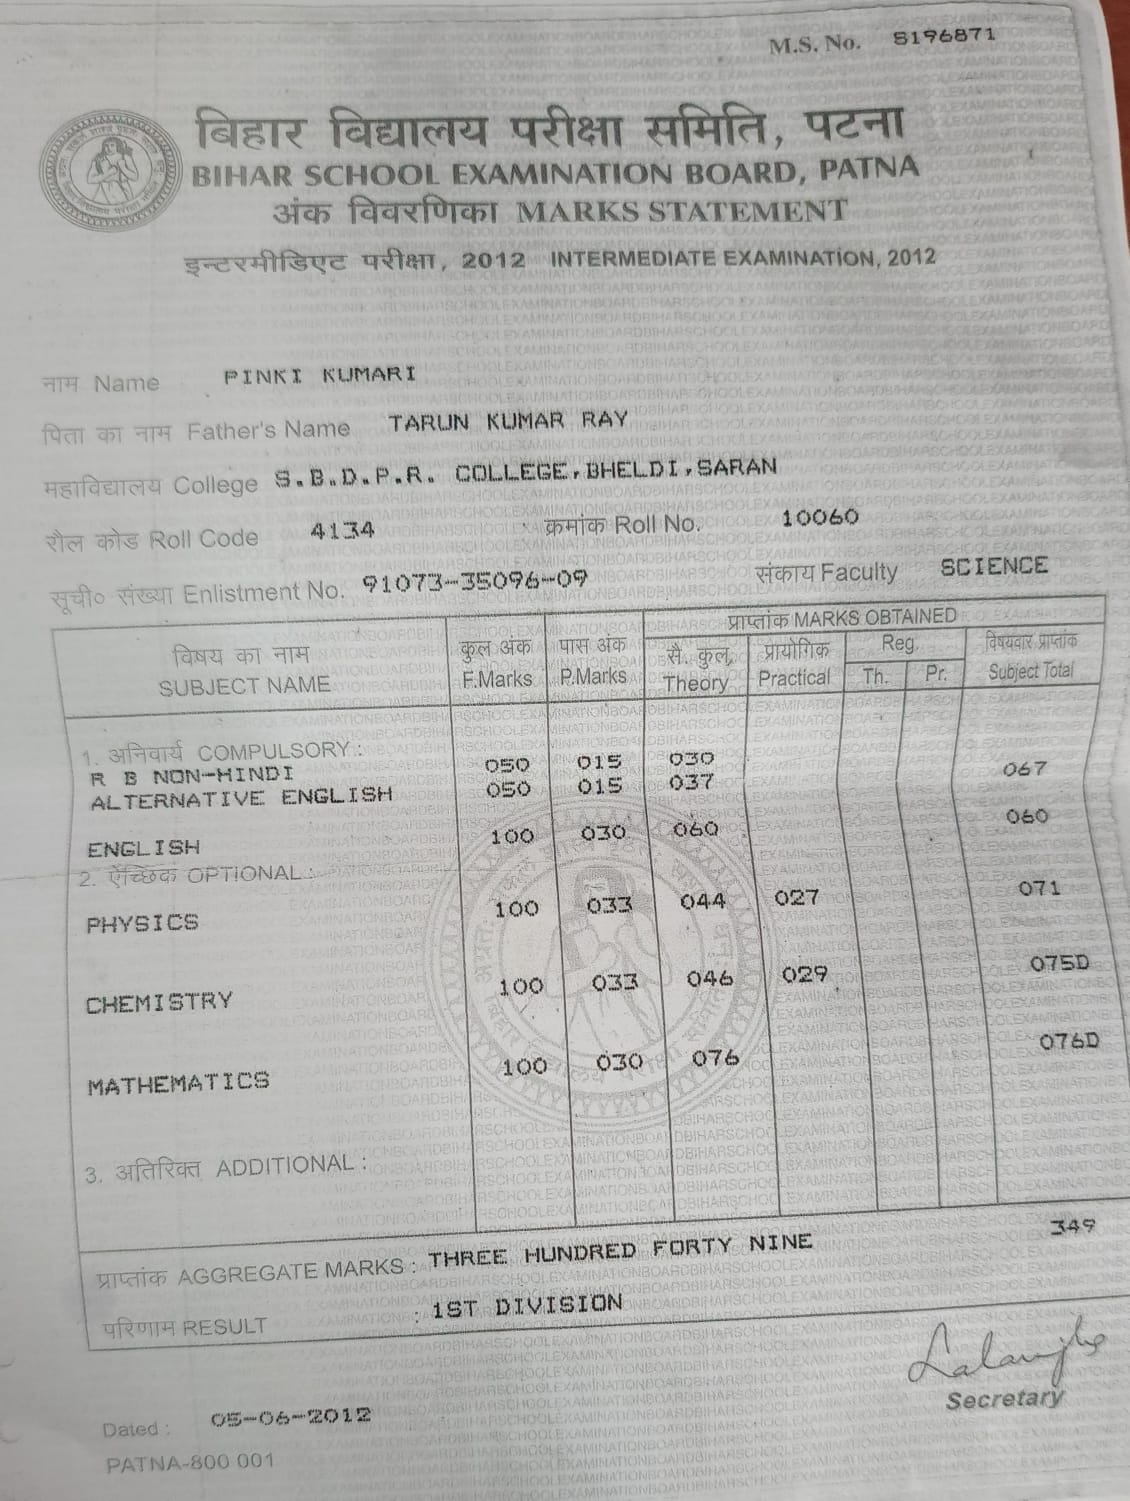 M.S. No. 8196871
बिहार विद्यालय परीक्षा समिति, पटना
BIHAR SCHOOL EXAMINATION BOARD, PATNA
अंक विवरणिका MARKS STATEMENT
इन्टरमीडिएट परीक्षा, 2012 INTERMEDIATE EXAMINATION, 2012
नाम Name PINKI KUMARI
पिता का नाम Father's Name TARUN KUMAR RAY
महाविद्यालय College S.B.D.P.R. COLLEGE,BHELDI,SARAN
रौल कोड Roll Code 4134 क्रमांक Roll No. 10060
सूची० संख्या Enlistment No. 91073-35096-09 संकाय Faculty SCIENCE
प्राप्तांक MARKS OBTAINED
विषय का नाम कुल अंक पास अंक सै. कुल. प्रायोगिक Reg. विषयवार प्राप्तांक
SUBJECT NAME F.Marks P.Marks Theory Practical Th. Pr. Subject Total
1. अनिवार्य COMPULSORY :
R B NON-HINDI 050 015 030
ALTERNATIVE ENGLISH 050 015 037 067
ENGLISH 100 030 060 060
2. ऐच्छिक OPTIONAL :
PHYSICS 100 033 044 027 071
CHEMISTRY 100 033 046 029 075D
MATHEMATICS 100 030 076 076D
3. अतिरिक्त ADDITIONAL :
प्राप्तांक AGGREGATE MARKS : THREE HUNDRED FORTY NINE 349
परिणाम RESULT : 1ST DIVISION
Secretary
Dated : 05-06-2012
PATNA-800 001